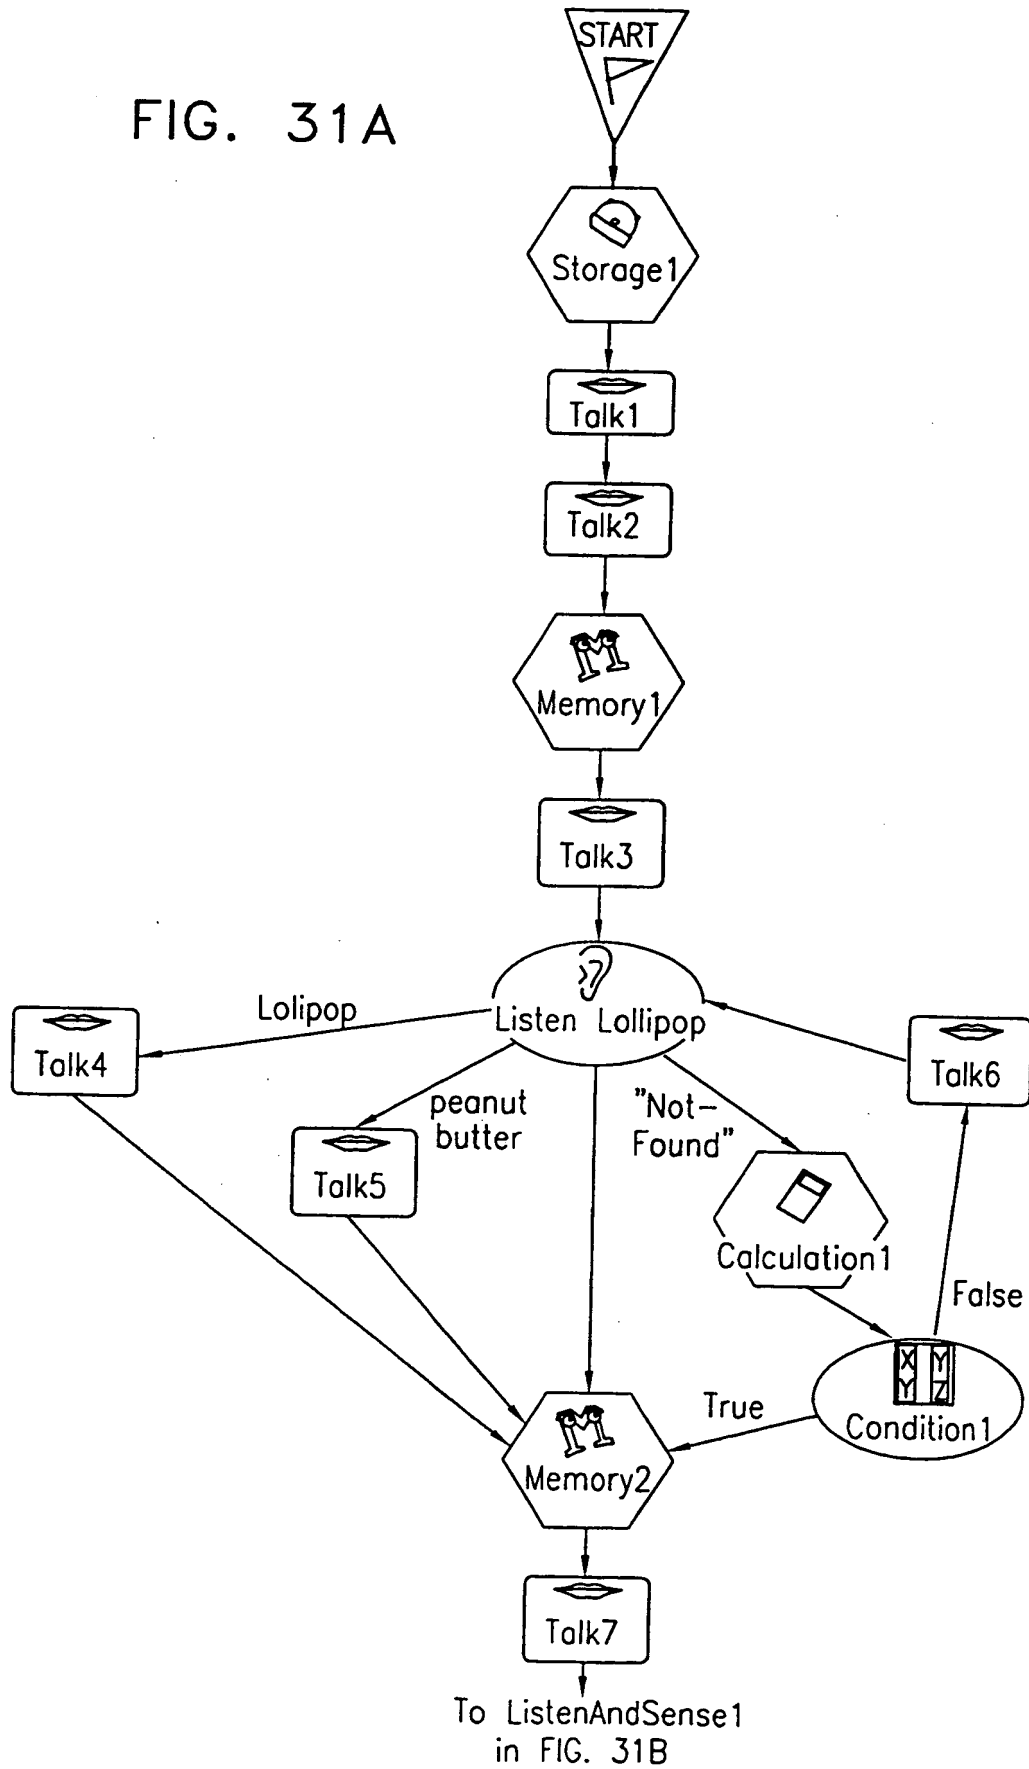 FIG. 31A
START
Storage1
Talk1
Talk2
Memory1
Talk3
Listen Lollipop
Lolipop
Talk4
peanut
butter
Talk5
"Not-
Found"
Talk6
Calculation1
False
X Y
Y Z
Condition1
True
Memory2
Talk7
To ListenAndSense1
in FIG. 31B